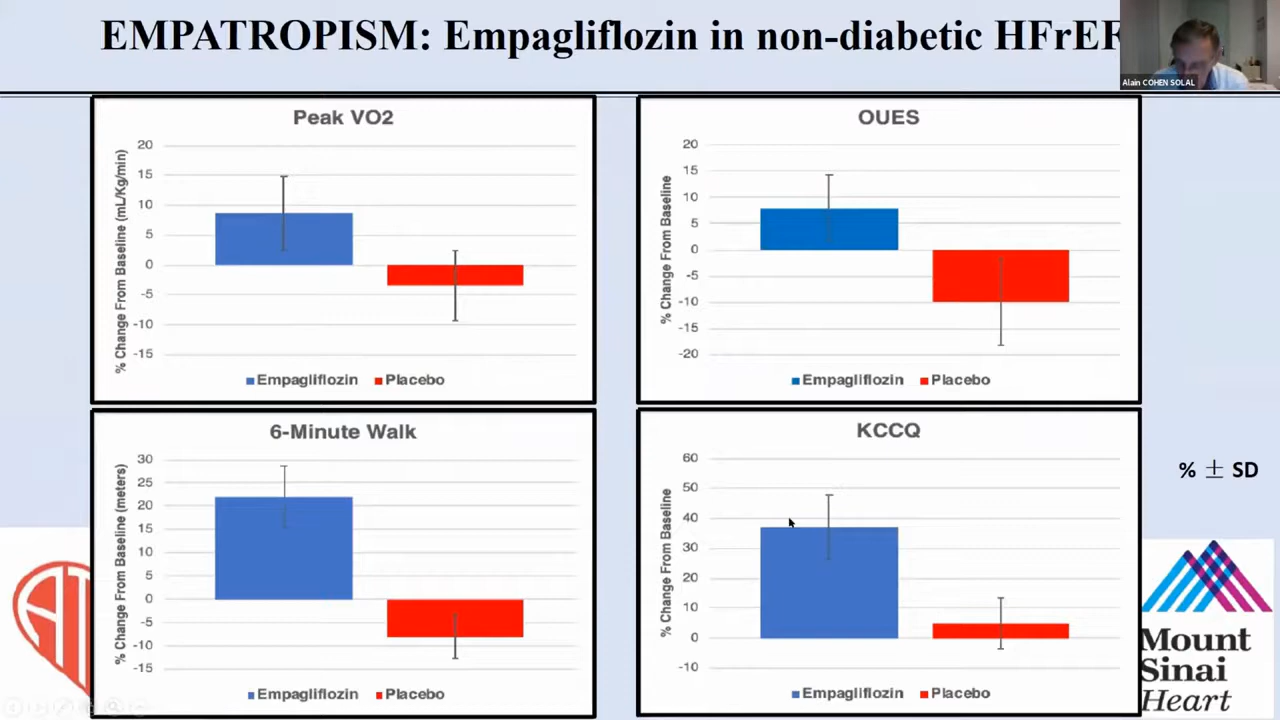 EMPATROPISM: Empagliflozin in non-diabetic HFrEF
Alain COHEN SOLAL
Peak VO2
% Change From Baseline (mL/Kg/min)
20
15
10
5
0
-5
-10
-15
Empagliflozin Placebo
OUES
% Change From Baseline
20
15
10
5
0
-5
-10
-15
-20
Empagliflozin Placebo
6-Minute Walk
% Change From Baseline (meters)
30
25
20
15
10
5
0
-5
-10
-15
Empagliflozin Placebo
KCCQ
% Change From Baseline
60
50
40
30
20
10
0
-10
Empagliflozin Placebo
% ± SD
AT
Mount
Sinai
Heart